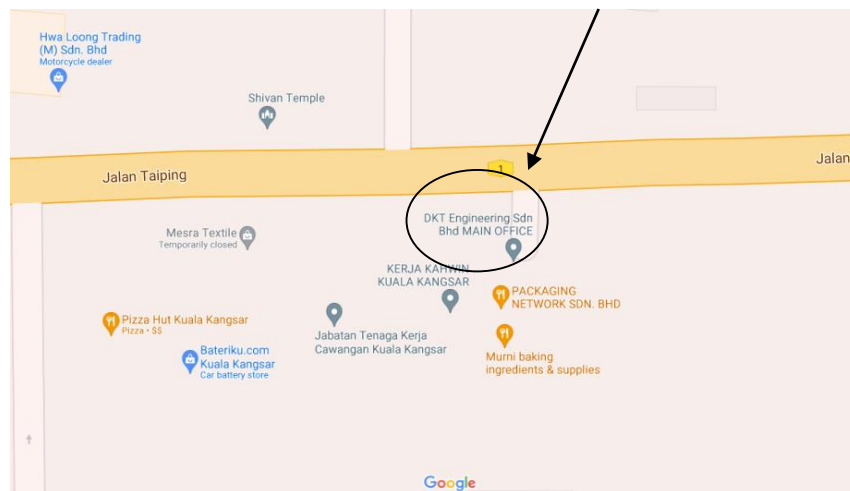 Hwa Loong Trading
(M) Sdn. Bhd
Motorcycle dealer
Shivan Temple
1
Jalan
Jalan Taiping
DKT Engineering Sdn
Bhd MAIN OFFICE
Mesra Textile
Temporarily closed
KERJA KAHWIN
KUALA KANGSAR
PACKAGING
NETWORK SDN. BHD
Pizza Hut Kuala Kangsar
Pizza • $$
Jabatan Tenaga Kerja
Cawangan Kuala Kangsar
Bateriku.com
Kuala Kangsar
Car battery store
Murni baking
ingredients & supplies
Google